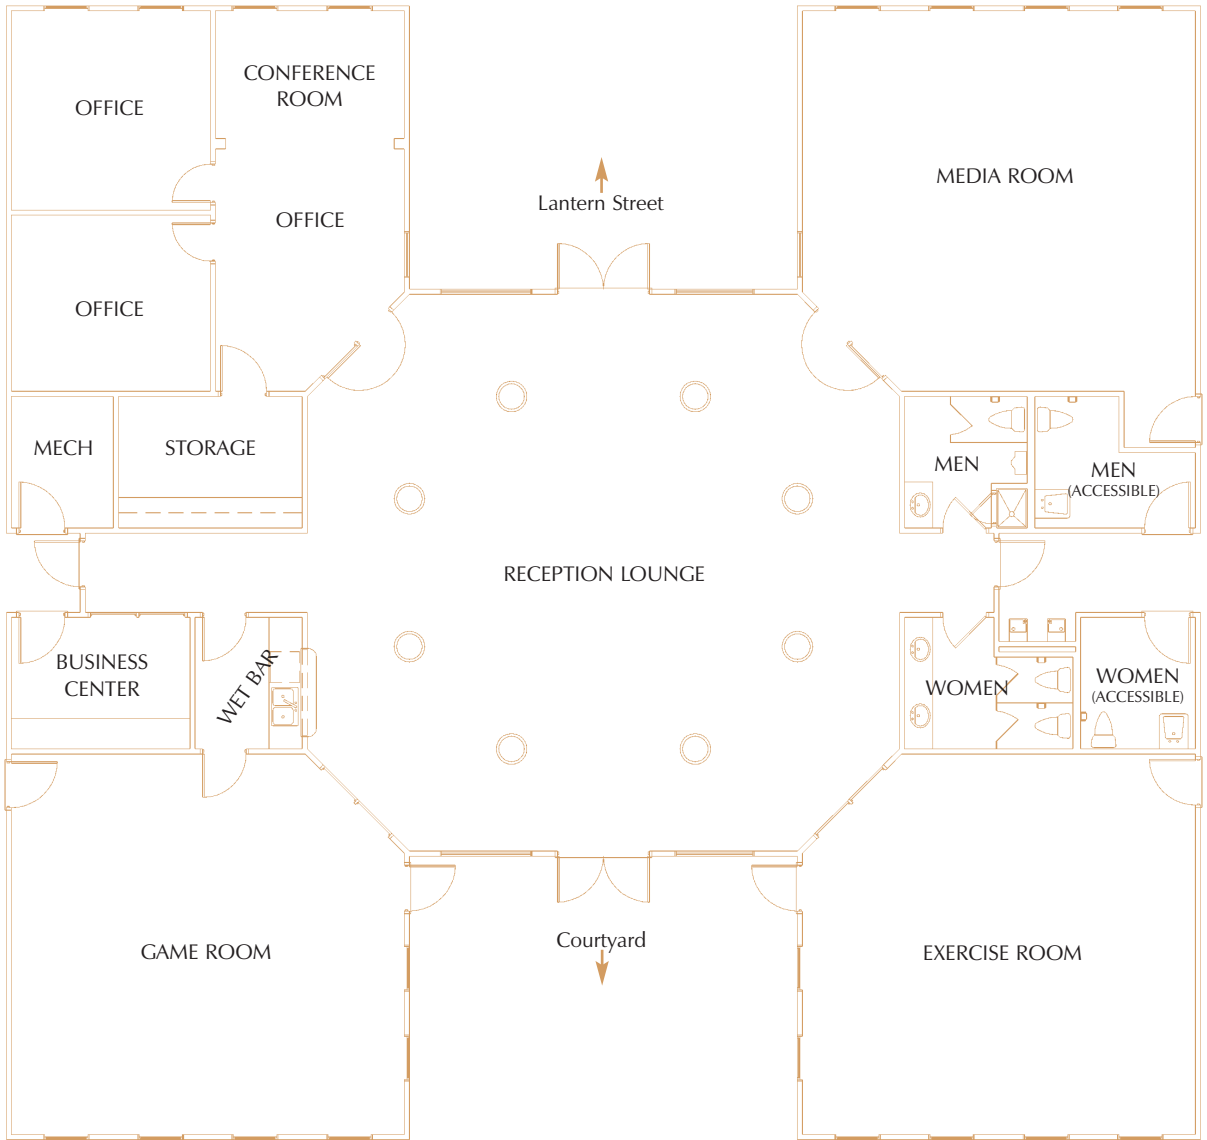 OFFICE
CONFERENCE
ROOM
OFFICE
OFFICE
Lantern Street
MEDIA ROOM
MECH
STORAGE
MEN
MEN
(ACCESSIBLE)
RECEPTION LOUNGE
BUSINESS
CENTER
WET BAR
WOMEN
WOMEN
(ACCESSIBLE)
GAME ROOM
Courtyard
EXERCISE ROOM